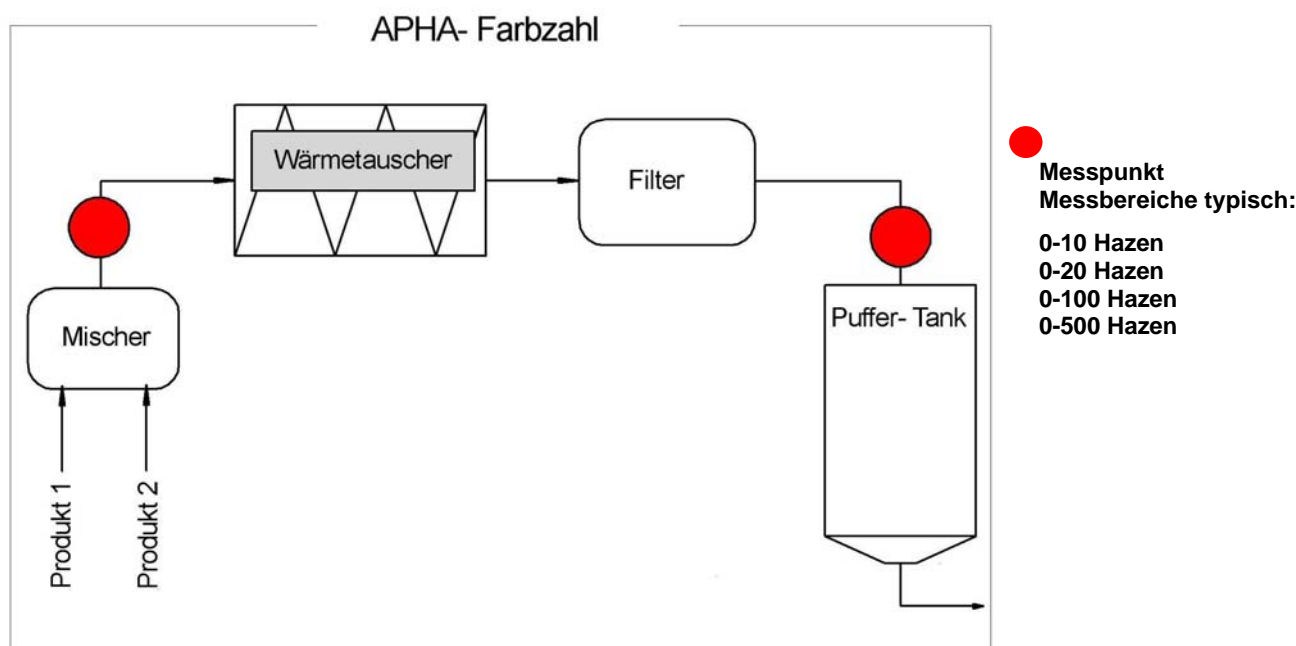 APHA- Farbzahl
Wärmetauscher
Filter
Mischer
Puffer- Tank
Produkt 1
Produkt 2
Messpunkt
Messbereiche typisch:
0-10 Hazen
0-20 Hazen
0-100 Hazen
0-500 Hazen